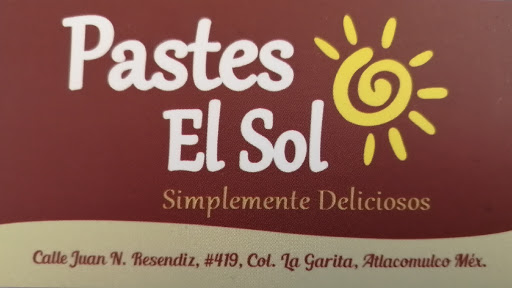 Pastes
El Sol
Simplemente Deliciosos
Calle Juan N. Resendiz, #419, Col. La Garita, Atlacomulco Méx.